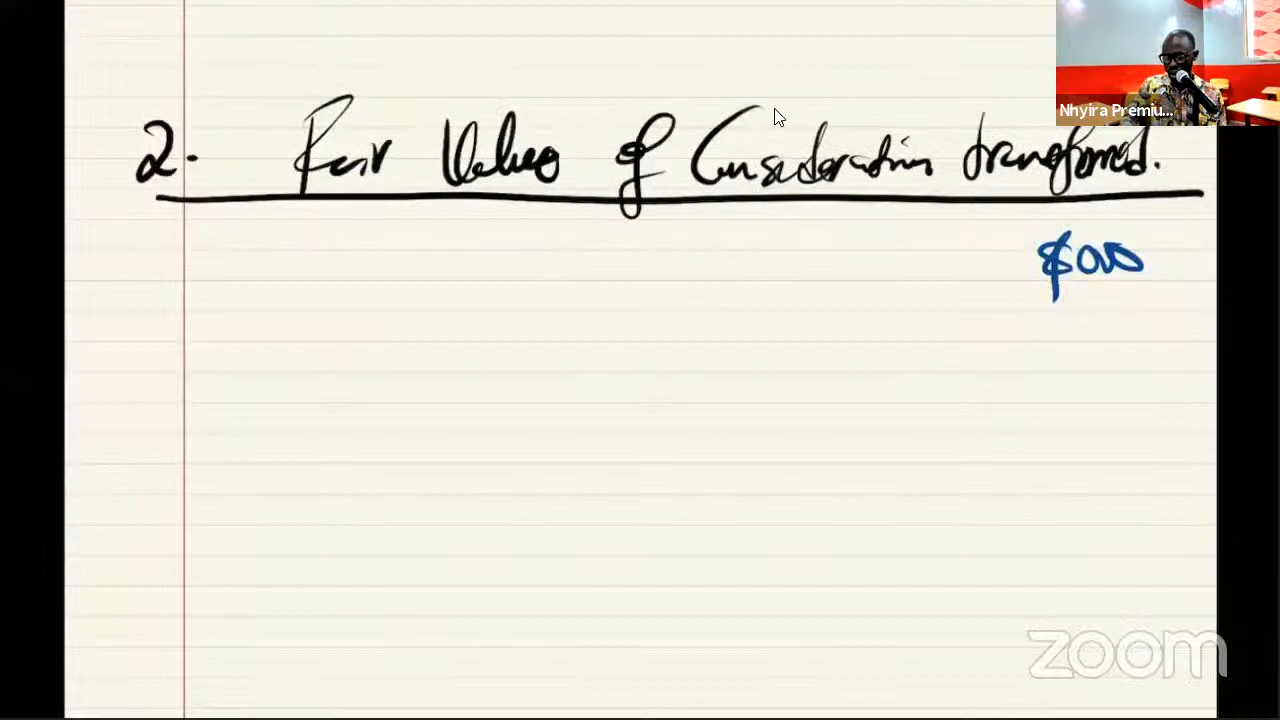 Nhyira Premiu...
2. Fair Value of Consideration transferred.
$000
zoom